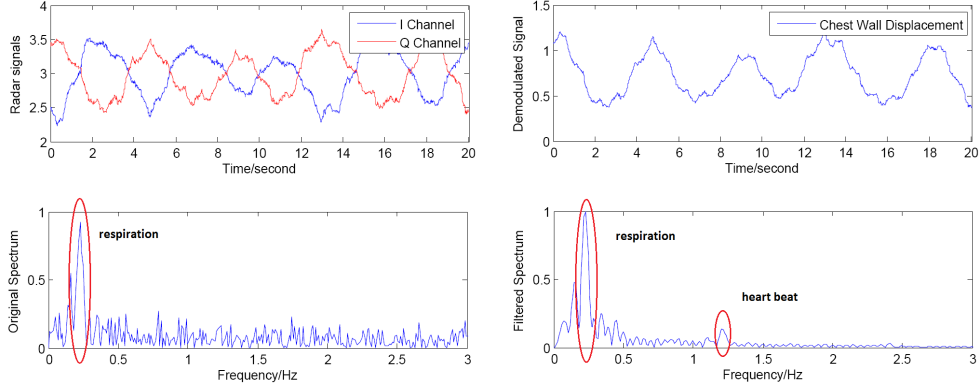 4
3.5
3
2.5
2
Radar signals
I Channel
Q Channel
0 2 4 6 8 10 12 14 16 18 20
Time/second
1.5
1
0.5
0
Demodulated Signal
Chest Wall Displacement
0 2 4 6 8 10 12 14 16 18 20
Time/second
1
0.5
0
Original Spectrum
respiration
0 0.5 1 1.5 2 2.5 3
Frequency/Hz
1
0.5
0
Filtered Spectrum
respiration
heart beat
0 0.5 1 1.5 2 2.5 3
Frequency/Hz